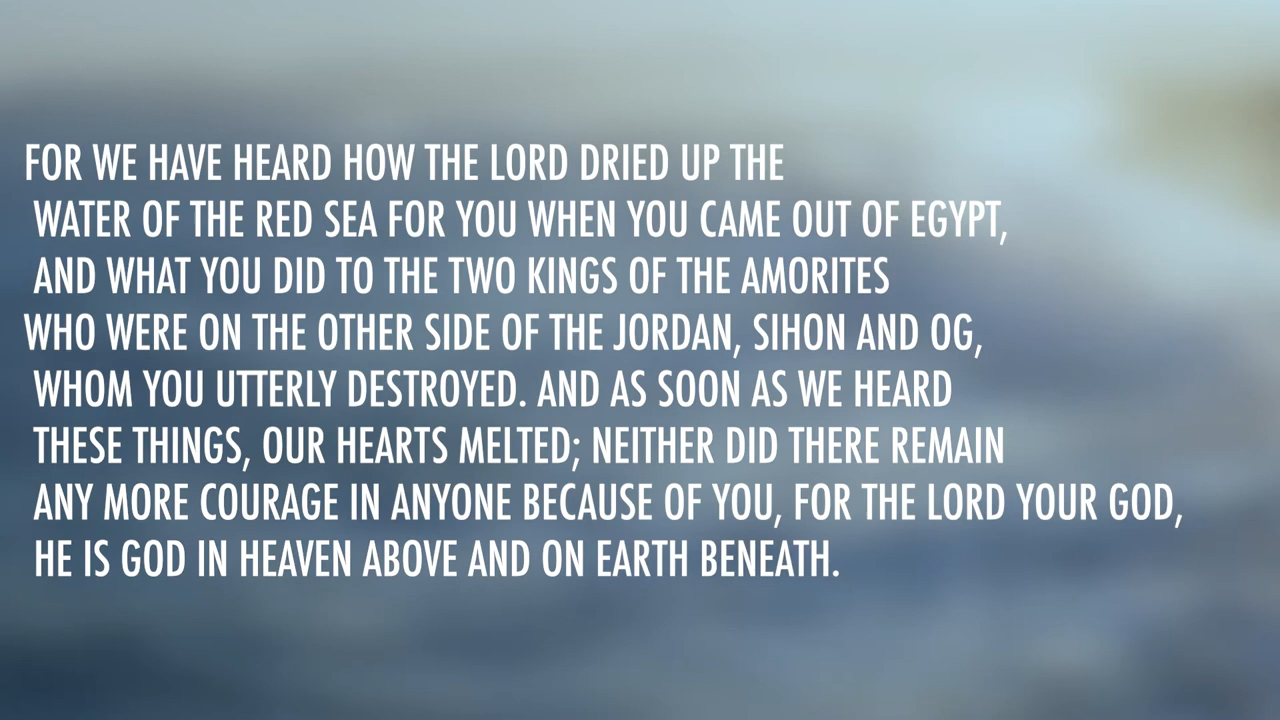 FOR WE HAVE HEARD HOW THE LORD DRIED UP THE
WATER OF THE RED SEA FOR YOU WHEN YOU CAME OUT OF EGYPT,
AND WHAT YOU DID TO THE TWO KINGS OF THE AMORITES
WHO WERE ON THE OTHER SIDE OF THE JORDAN, SIHON AND OG,
WHOM YOU UTTERLY DESTROYED. AND AS SOON AS WE HEARD
THESE THINGS, OUR HEARTS MELTED; NEITHER DID THERE REMAIN
ANY MORE COURAGE IN ANYONE BECAUSE OF YOU, FOR THE LORD YOUR GOD,
HE IS GOD IN HEAVEN ABOVE AND ON EARTH BENEATH.